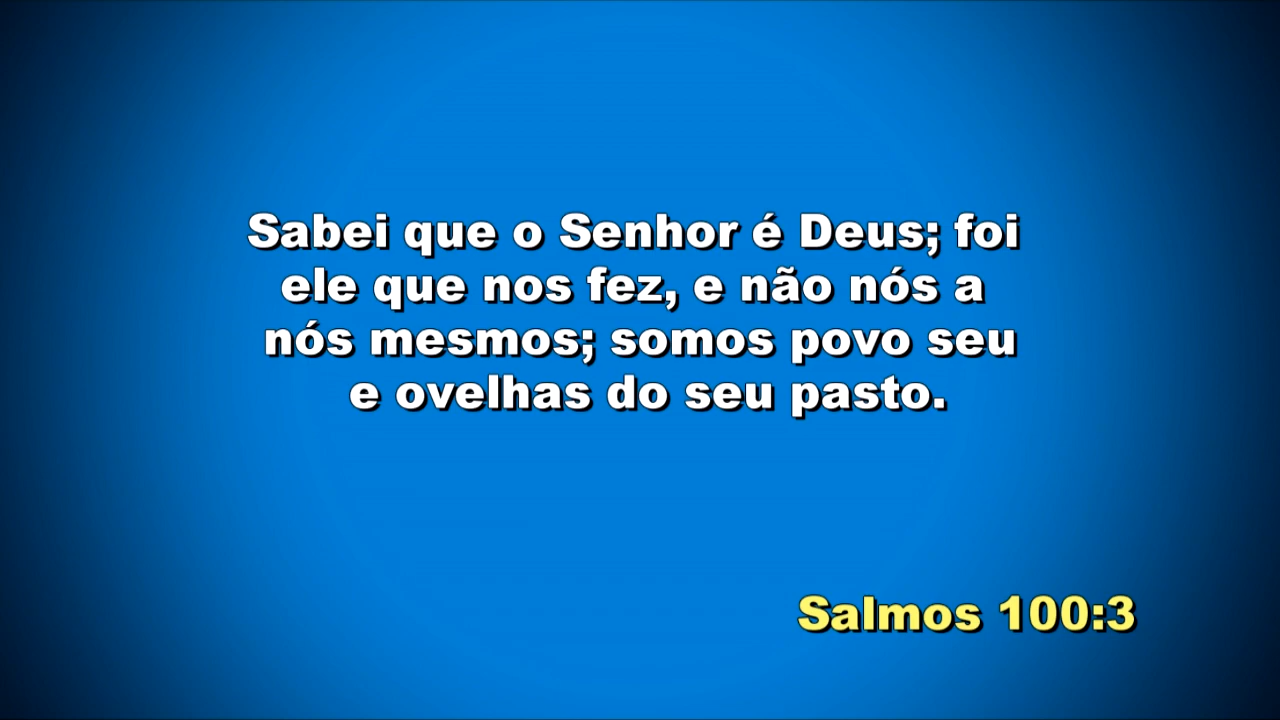 Sabei que o Senhor é Deus; foi
ele que nos fez, e não nós a
nós mesmos; somos povo seu
e ovelhas do seu pasto.
Salmos 100:3